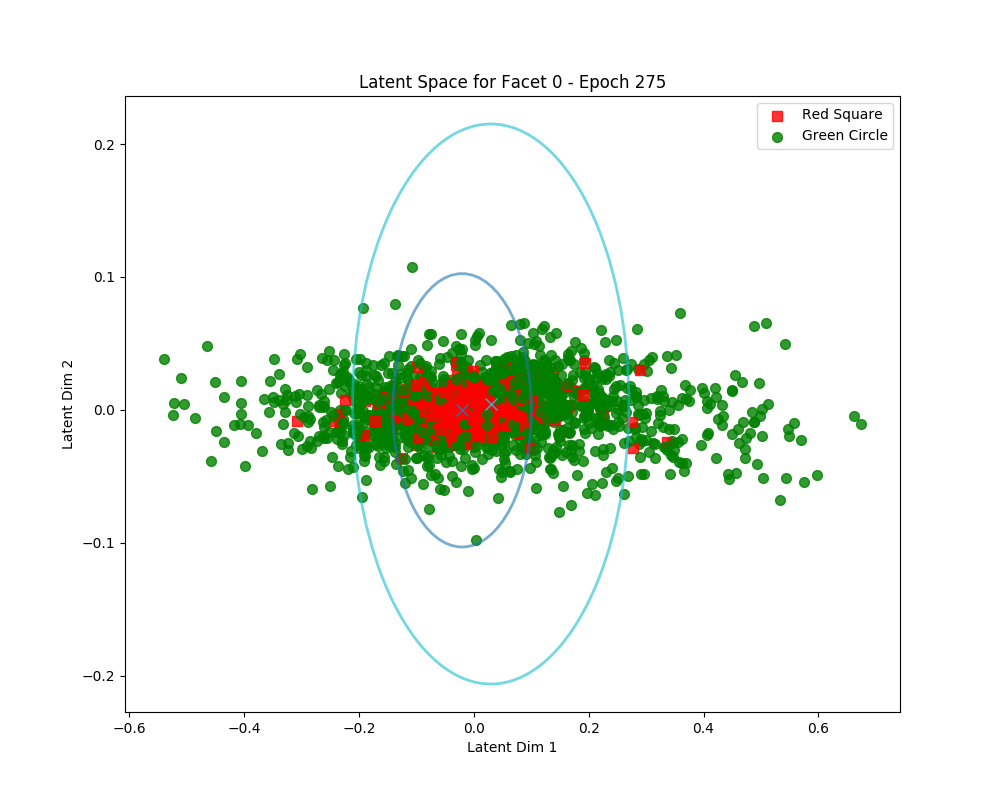 Latent Space for Facet 0 - Epoch 275
Red Square
Green Circle
0.2
0.1
0.0
−0.1
−0.2
Latent Dim 2
−0.6
−0.4
−0.2
0.0
0.2
0.4
0.6
Latent Dim 1